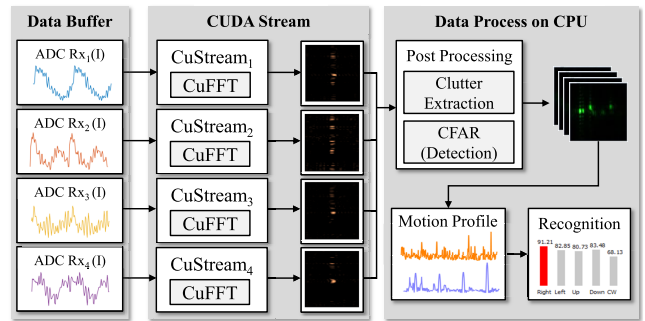 Data Buffer
CUDA Stream
Data Process on CPU
ADC Rx1(I)
ADC Rx2(I)
ADC Rx3(I)
ADC Rx4(I)
CuStream1
CuFFT
CuStream2
CuFFT
CuStream3
CuFFT
CuStream4
CuFFT
Post Processing
Clutter
Extraction
CFAR
(Detection)
Motion Profile
Recognition
91.21 82.85 80.73 83.48 68.13
Right Left Up Down CW